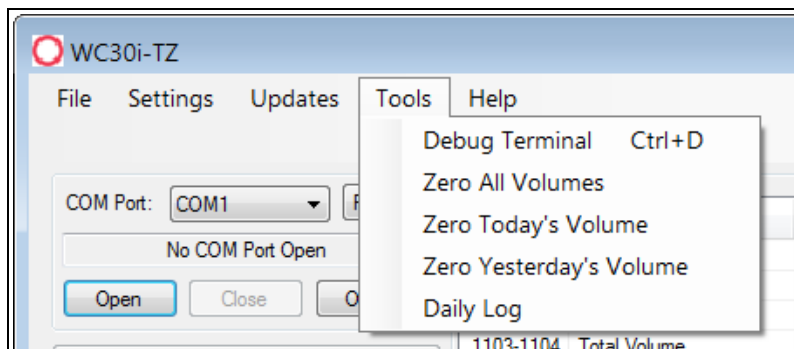 WC30i-TZ
File Settings Updates Tools Help
Debug Terminal Ctrl+D
Zero All Volumes
Zero Today's Volume
Zero Yesterday's Volume
Daily Log
COM Port: COM1
No COM Port Open
Open Close
1103-1104 Total Volume